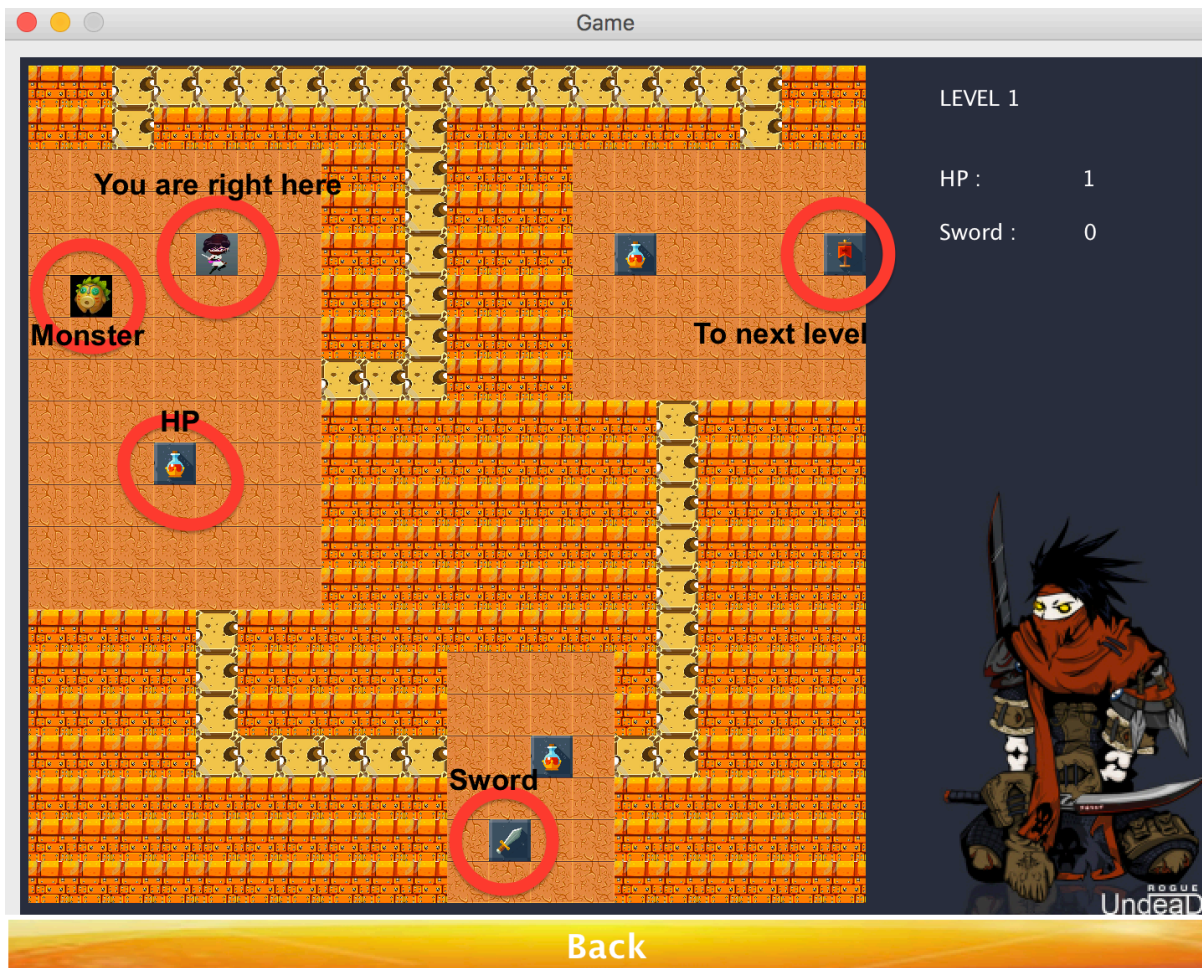 Game
LEVEL 1
You are right here
HP : 1
Sword : 0
Monster
To next level
HP
Sword
ROGUE
UndeaD
Back